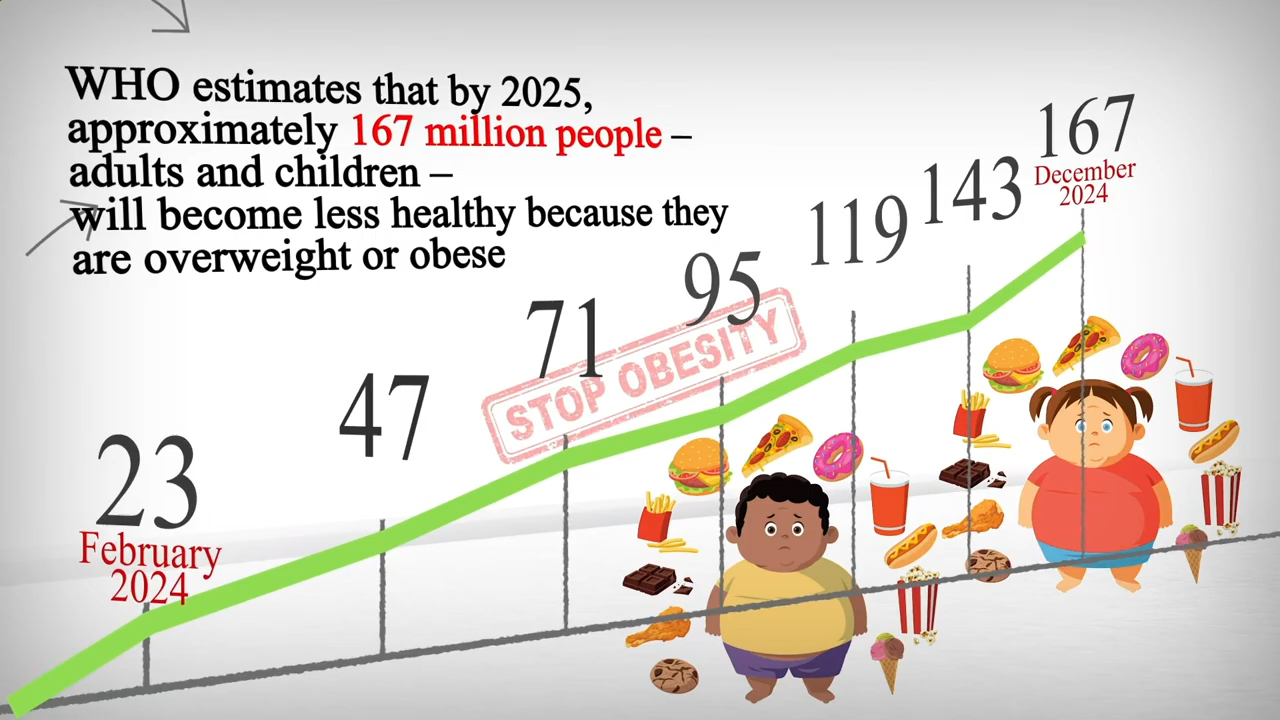 WHO estimates that by 2025,
approximately 167 million people –
adults and children –
will become less healthy because they
are overweight or obese
23
February
2024
47
71
95
119
143
167
December
2024
STOP OBESITY